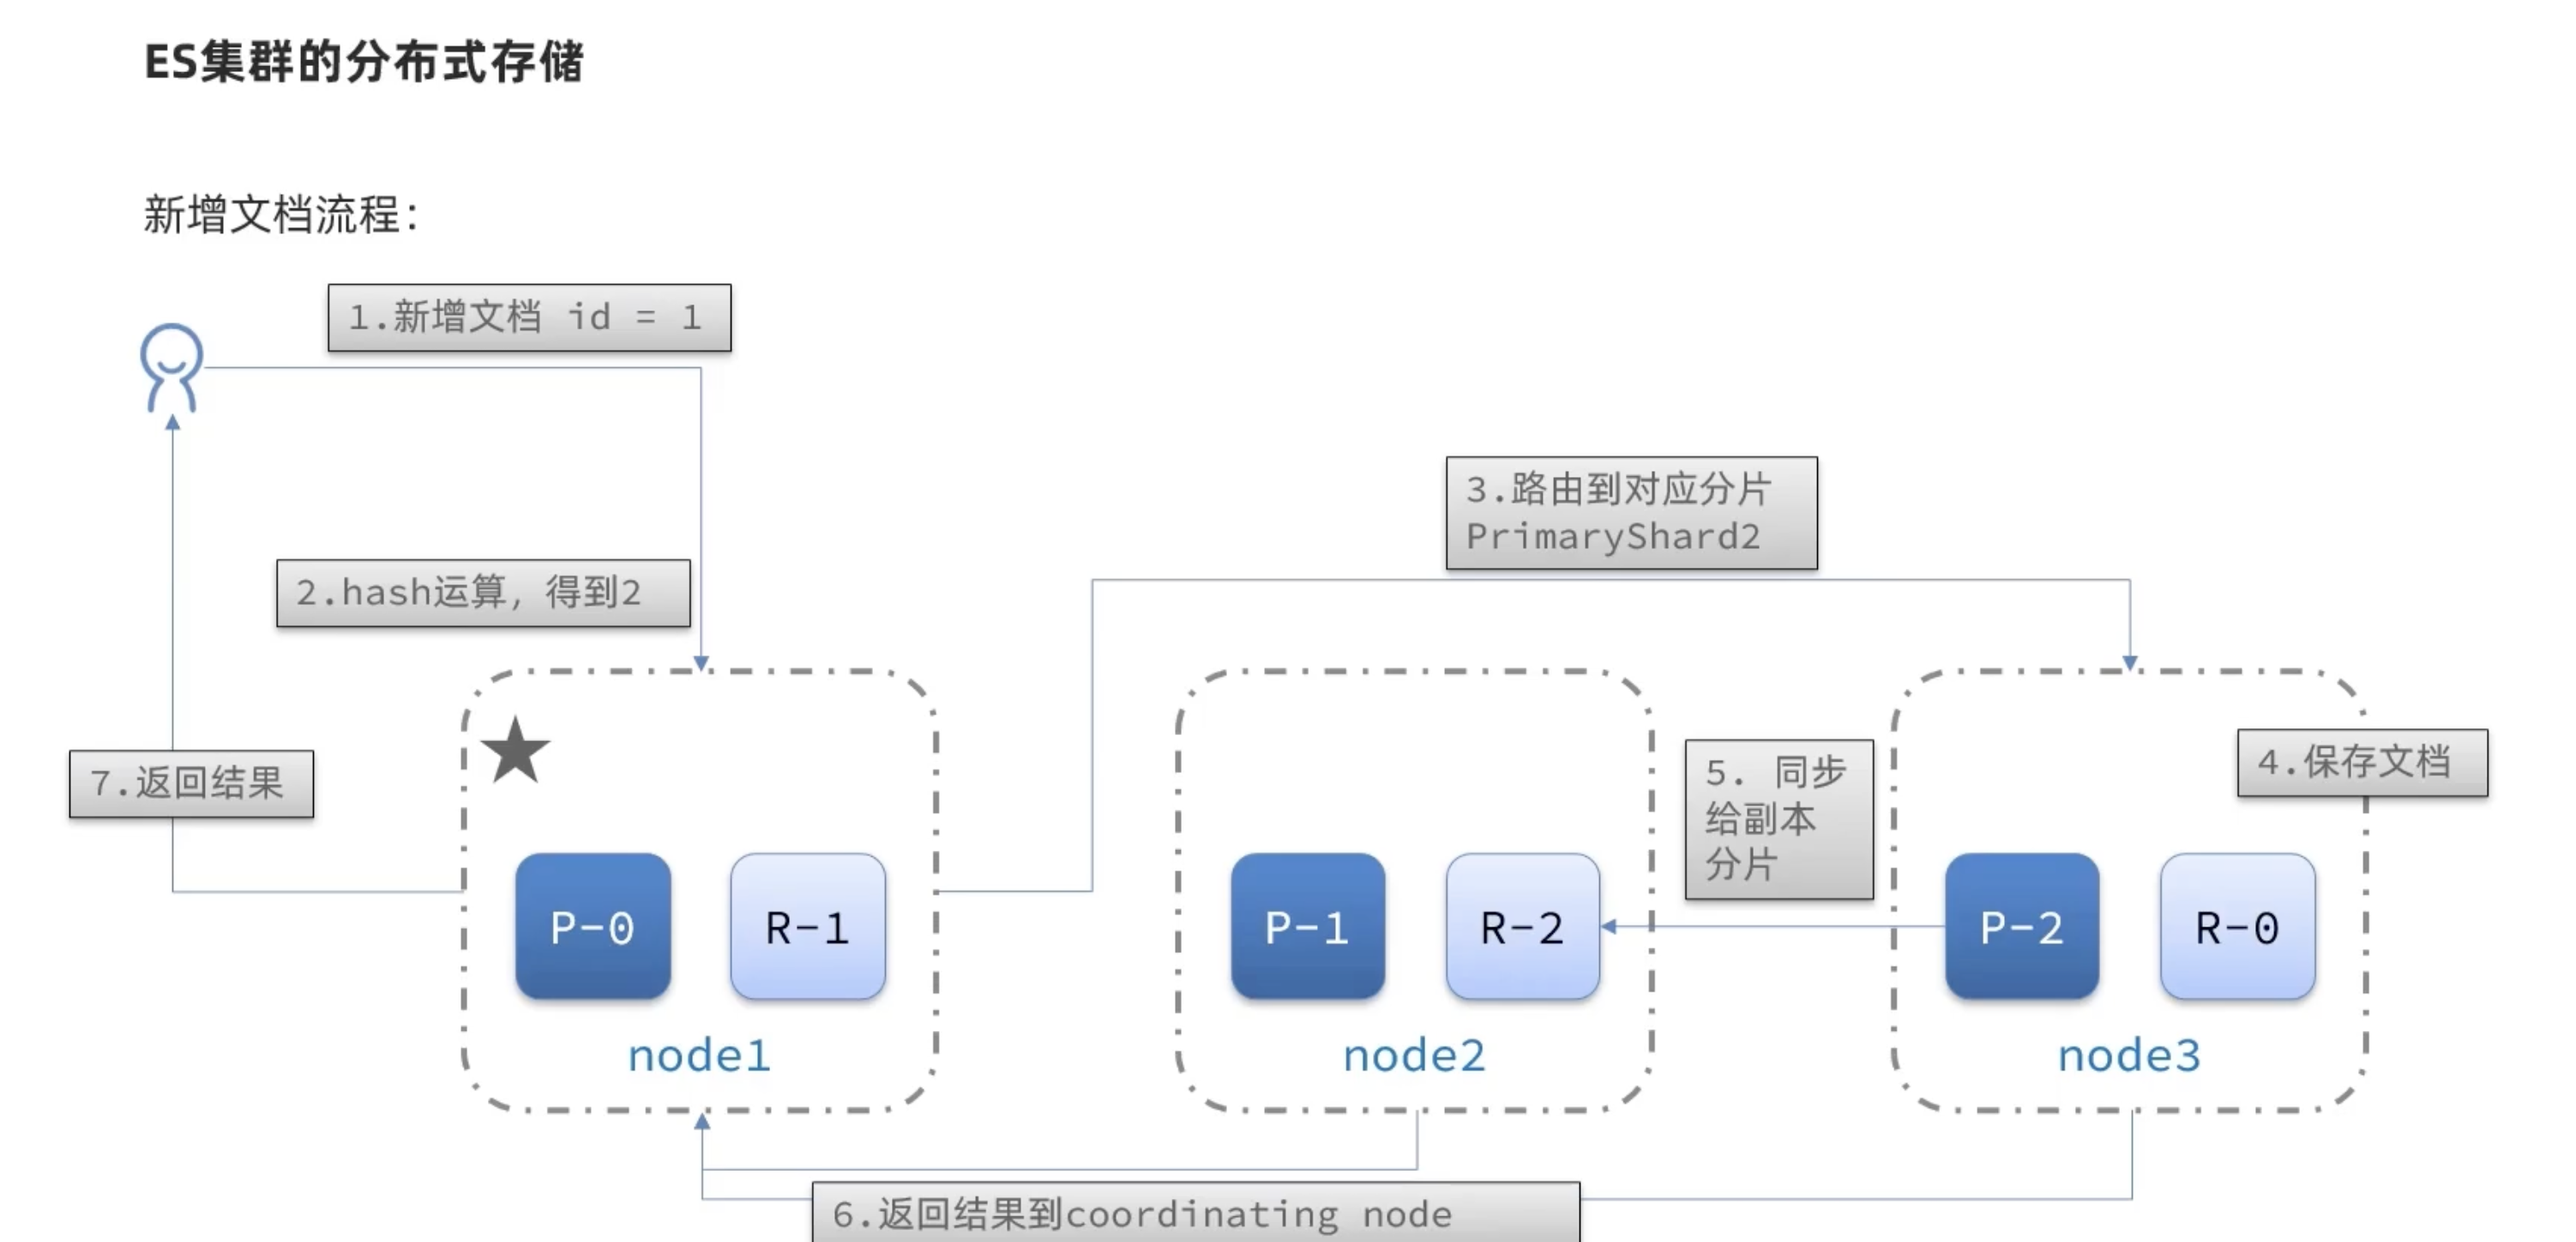 ES集群的分布式存储
新增文档流程：
1.新增文档 id = 1
2.hash运算，得到2
3.路由到对应分片
PrimaryShard2
4.保存文档
5. 同步
给副本
分片
7.返回结果
P-0
R-1
P-1
R-2
P-2
R-0
node1
node2
node3
6.返回结果到coordinating node